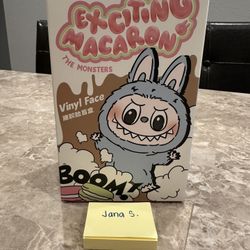 EXCITING
MACARON
THE MONSTERS
Vinyl Face
BOOM!
Jana S.